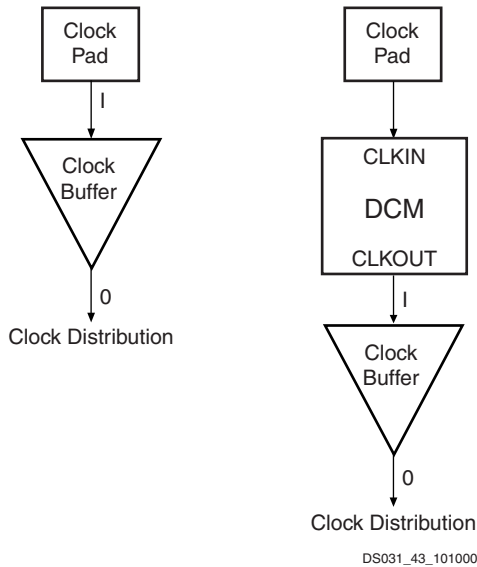 Clock
Pad
I
Clock
Buffer
0
Clock Distribution
Clock
Pad
CLKIN
DCM
CLKOUT
I
Clock
Buffer
0
Clock Distribution
DS031_43_101000